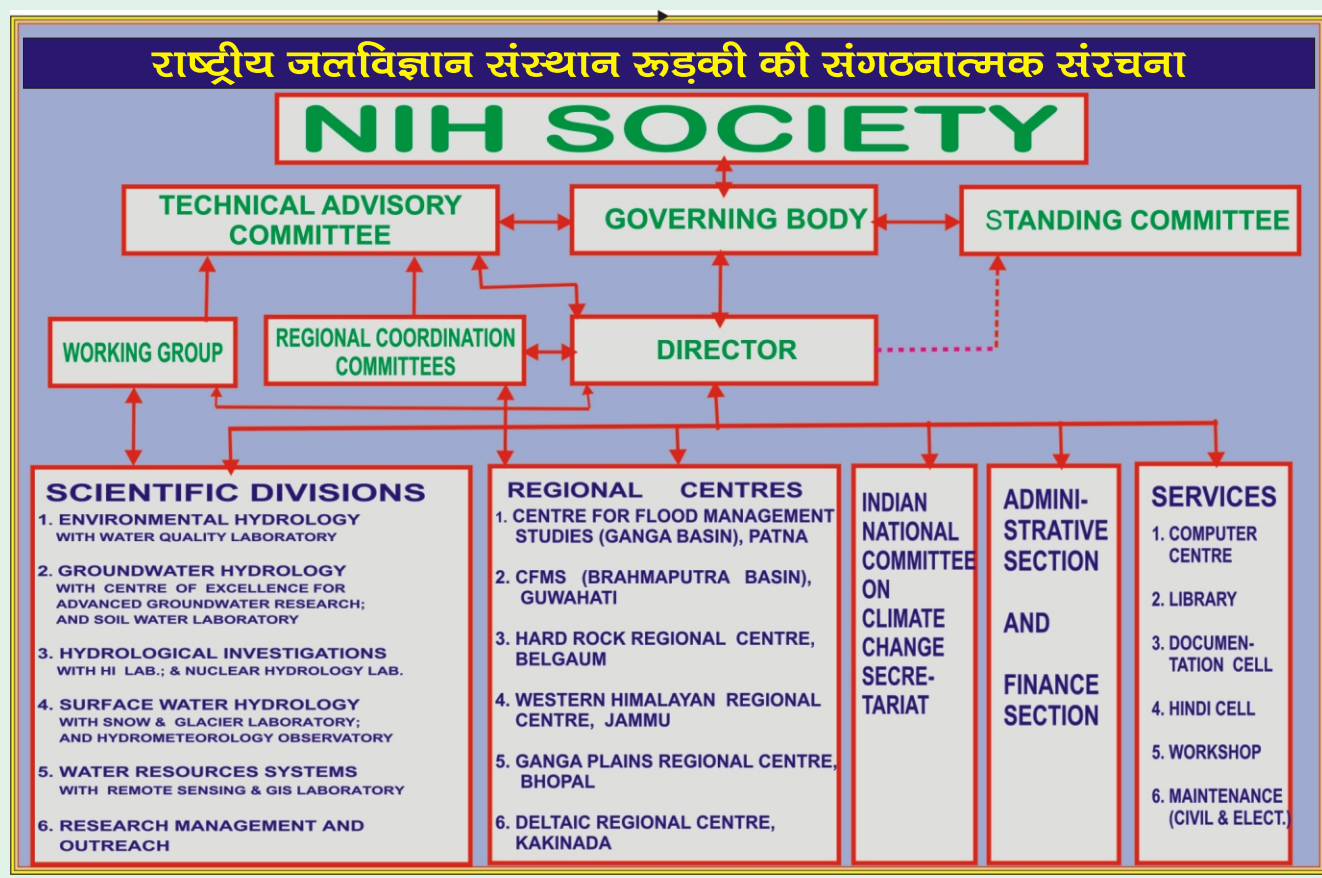 राष्ट्रीय जलविज्ञान संस्थान रूड़की की संगठनात्मक संरचना
NIH SOCIETY
TECHNICAL ADVISORY
COMMITTEE
GOVERNING BODY
STANDING COMMITTEE
WORKING GROUP
REGIONAL COORDINATION
COMMITTEES
DIRECTOR
SCIENTIFIC DIVISIONS
1. ENVIRONMENTAL HYDROLOGY
WITH WATER QUALITY LABORATORY
2. GROUNDWATER HYDROLOGY
WITH CENTRE OF EXCELLENCE FOR
ADVANCED GROUNDWATER RESEARCH;
AND SOIL WATER LABORATORY
3. HYDROLOGICAL INVESTIGATIONS
WITH HI LAB.; & NUCLEAR HYDROLOGY LAB.
4. SURFACE WATER HYDROLOGY
WITH SNOW & GLACIER LABORATORY;
AND HYDROMETEOROLOGY OBSERVATORY
5. WATER RESOURCES SYSTEMS
WITH REMOTE SENSING & GIS LABORATORY
6. RESEARCH MANAGEMENT AND
OUTREACH
REGIONAL CENTRES
1. CENTRE FOR FLOOD MANAGEMENT
STUDIES (GANGA BASIN), PATNA
2. CFMS (BRAHMAPUTRA BASIN),
GUWAHATI
3. HARD ROCK REGIONAL CENTRE,
BELGAUM
4. WESTERN HIMALAYAN REGIONAL
CENTRE, JAMMU
5. GANGA PLAINS REGIONAL CENTRE,
BHOPAL
6. DELTAIC REGIONAL CENTRE,
KAKINADA
INDIAN
NATIONAL
COMMITTEE
ON
CLIMATE
CHANGE
SECRE-
TARIAT
ADMINI-
STRATIVE
SECTION
AND
FINANCE
SECTION
SERVICES
1. COMPUTER
CENTRE
2. LIBRARY
3. DOCUMEN-
TATION CELL
4. HINDI CELL
5. WORKSHOP
6. MAINTENANCE
(CIVIL & ELECT.)